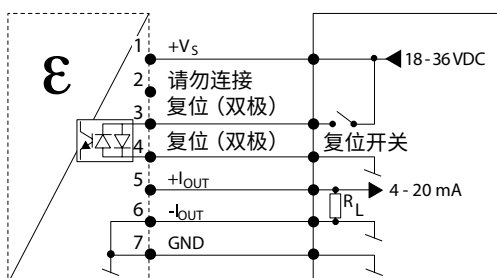 ε
1 +VS
18-36 VDC
2 请勿连接
3 复位（双极）
4 复位（双极）
复位开关
5 +IOUT
4 - 20 mA
RL
6 -IOUT
7 GND